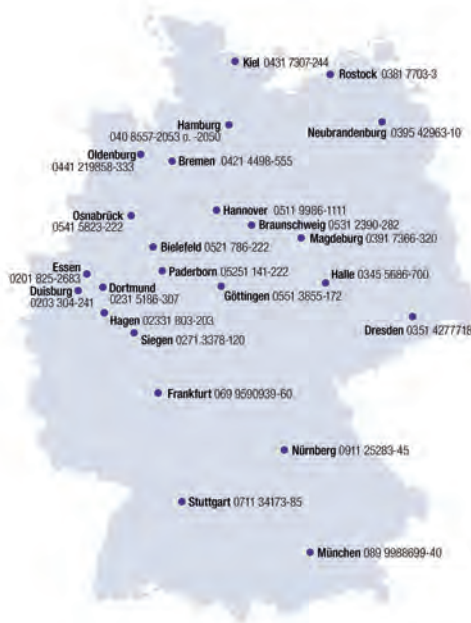 Kiel 0431 7307-244
Rostock 0381 7703-3
Hamburg
040 8557-2053 o. -2050
Neubrandenburg 0395 42963-10
Oldenburg
0441 219858-333
Bremen 0421 4498-555
Osnabrück
0541 5823-222
Hannover 0511 9986-1111
Braunschweig 0531 2390-282
Magdeburg 0391 7366-320
Bielefeld 0521 786-222
Essen
0201 825-2683
Paderborn 05251 141-222
Halle 0345 5686-700
Duisburg
0203 304-241
Dortmund
0231 5186-307
Göttingen 0551 3855-172
Hagen 02331 803-203
Dresden 0351 4277718
Siegen 0271 3378-120
Frankfurt 069 9590939-60
Nürnberg 0911 25283-45
Stuttgart 0711 34173-85
München 089 9988699-40